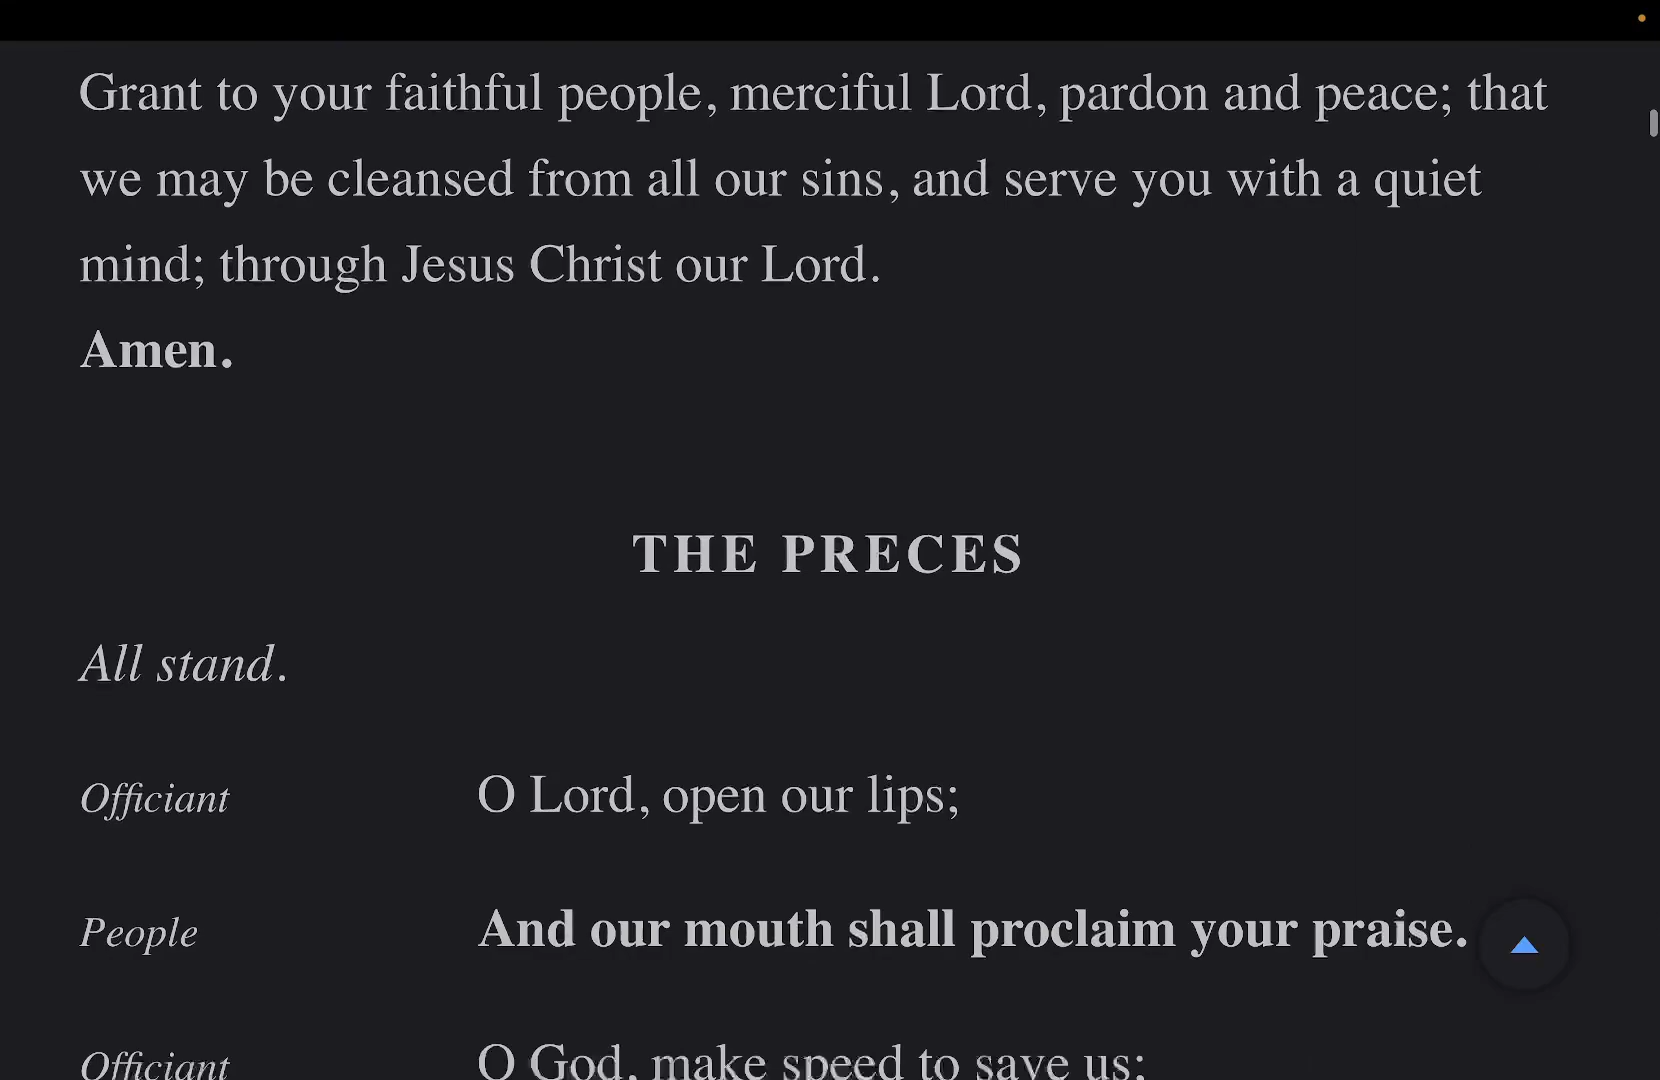 Grant to your faithful people, merciful Lord, pardon and peace; that
we may be cleansed from all our sins, and serve you with a quiet
mind; through Jesus Christ our Lord.
Amen.
THE PRECES
All stand.
Officiant O Lord, open our lips;
People And our mouth shall proclaim your praise.
Officiant O God, make speed to save us;